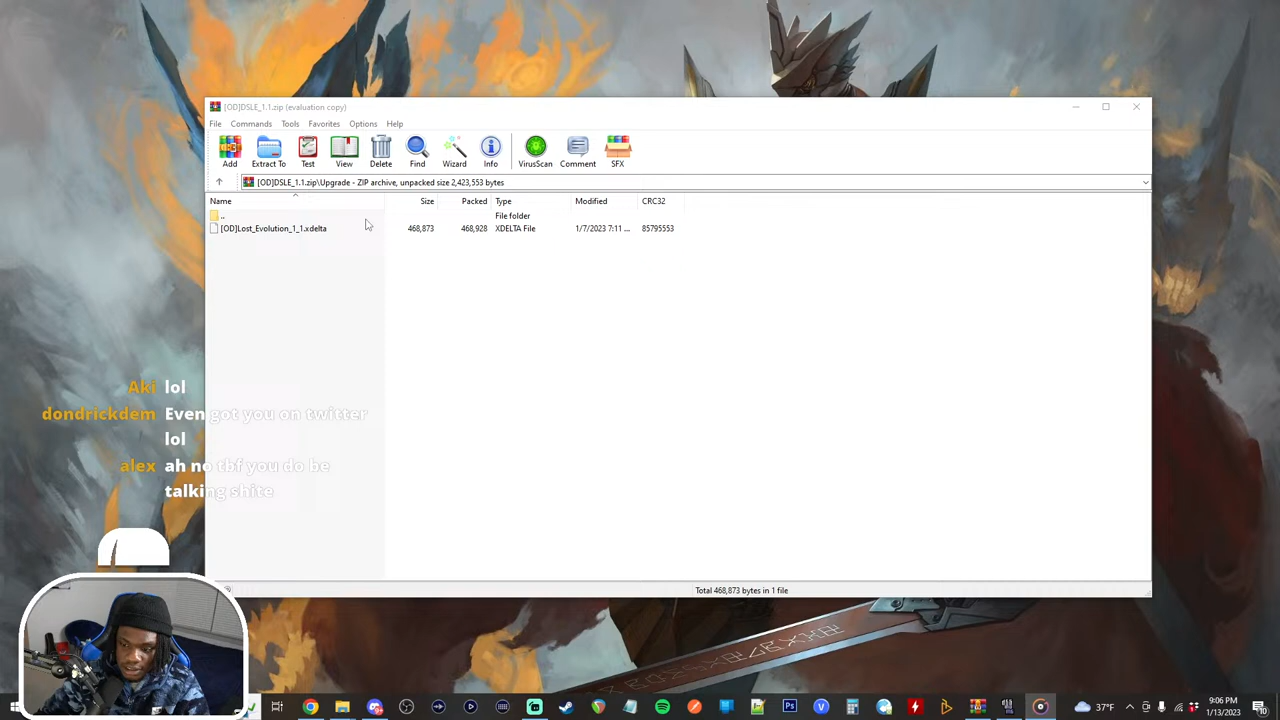 [OD]DSLE_1.1.zip (evaluation copy)
File Commands Tools Favorites Options Help
Add Extract To Test View Delete Find Wizard Info VirusScan Comment SFX
[OD]DSLE_1.1.zip\Upgrade - ZIP archive, unpacked size 2,423,553 bytes
Name Size Packed Type Modified CRC32
.. File folder
[OD]Lost_Evolution_1_1.xdelta 468,873 468,928 XDELTA File 1/7/2023 7:11 ... 85795553
Aki lol
dondrickdem Even got you on twitter
lol
alex ah no tbf you do be
talking shite
Total 468,873 bytes in 1 file
37°F
9:06 PM
1/13/2023
10